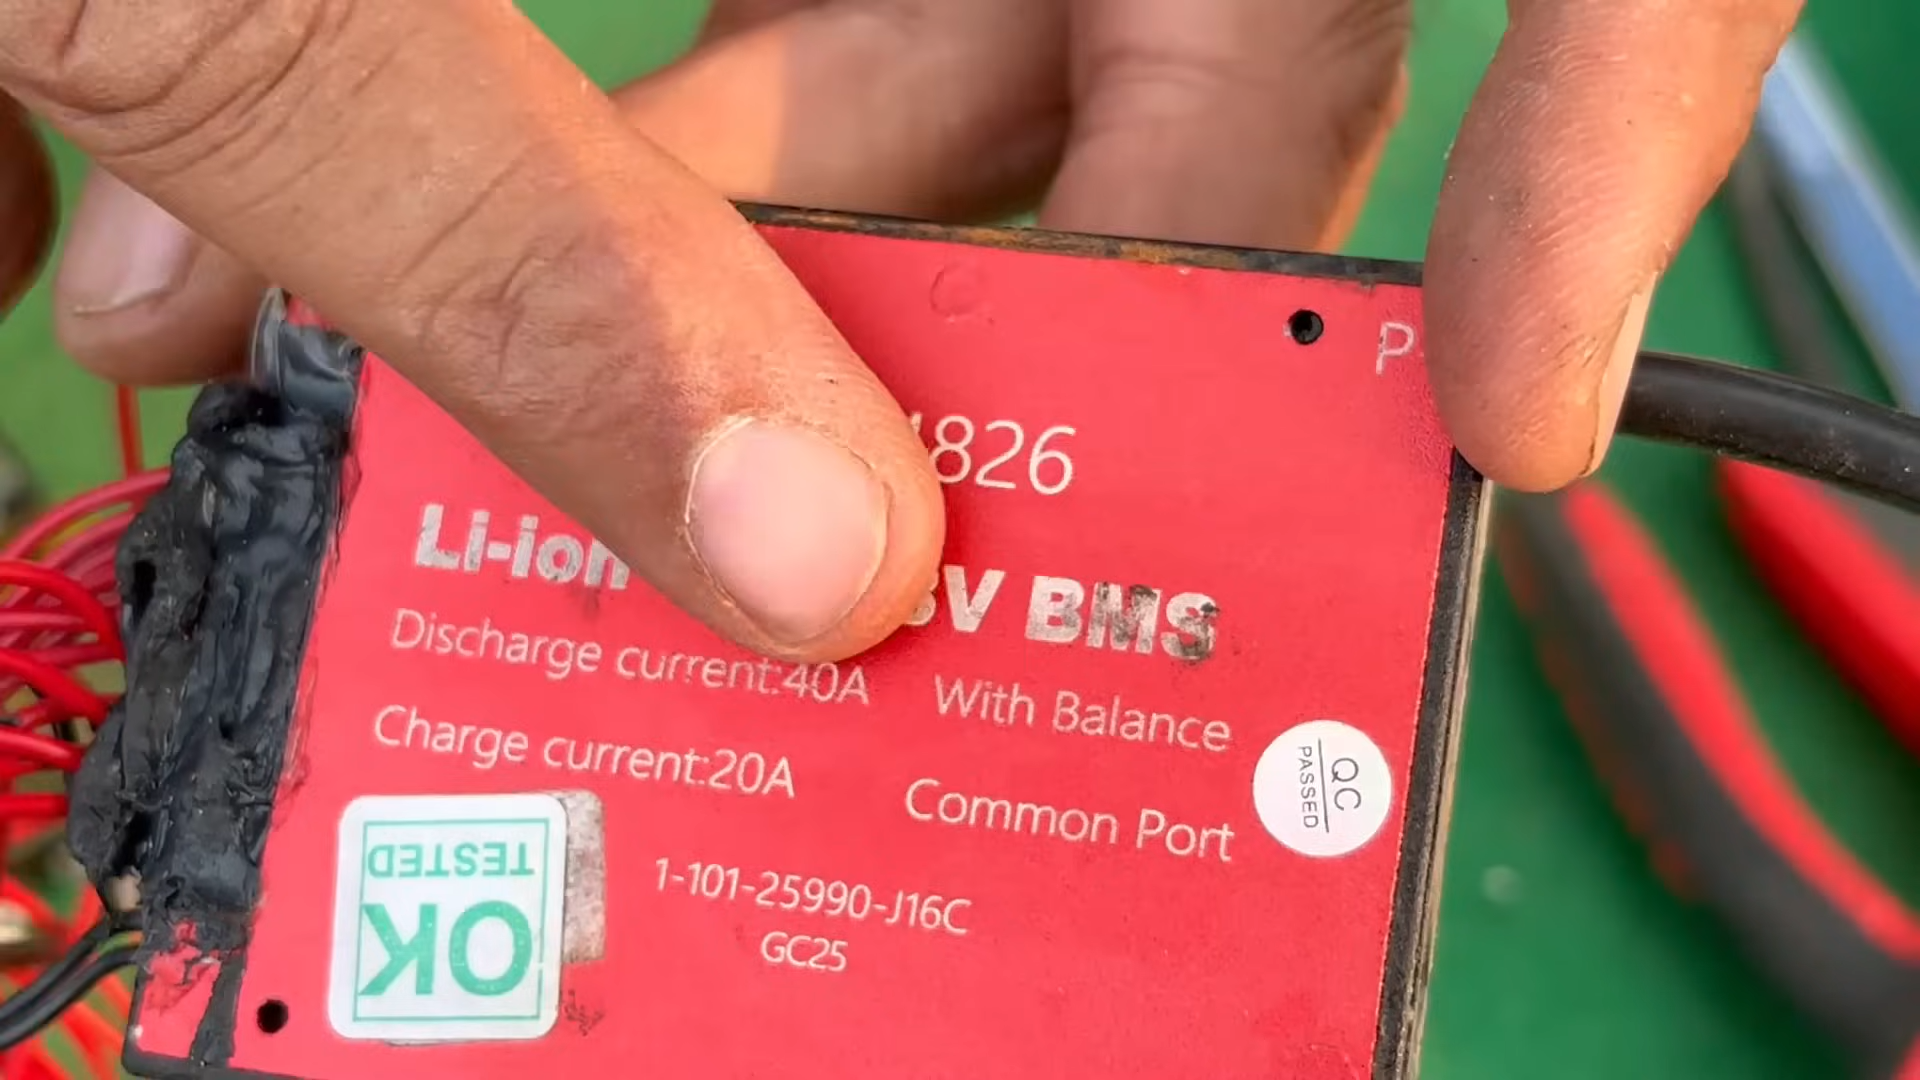 P
826
Li-ion V BMS
Discharge current:40A With Balance
Charge current:20A Common Port
QC
PASSED
OK
TESTED
1-101-25990-J16C
GC25